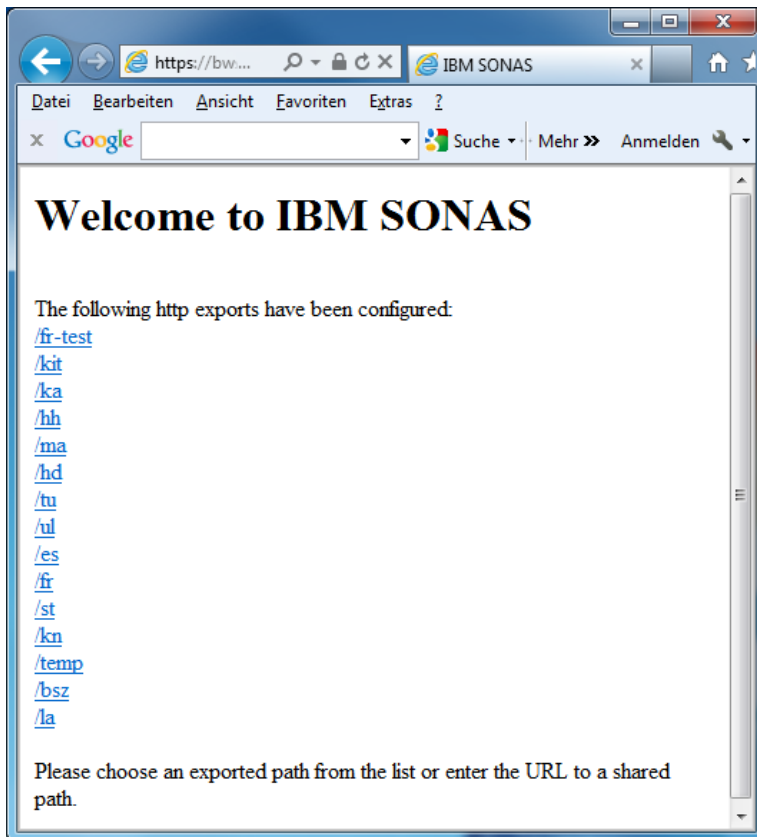 https://bw:...
IBM SONAS
Datei Bearbeiten Ansicht Favoriten Extras ?
x Google Suche Mehr » Anmelden
Welcome to IBM SONAS
The following http exports have been configured:
/fr-test
/kit
/ka
/hh
/ma
/hd
/tu
/ul
/es
/fr
/st
/kn
/temp
/bsz
/la
Please choose an exported path from the list or enter the URL to a shared
path.